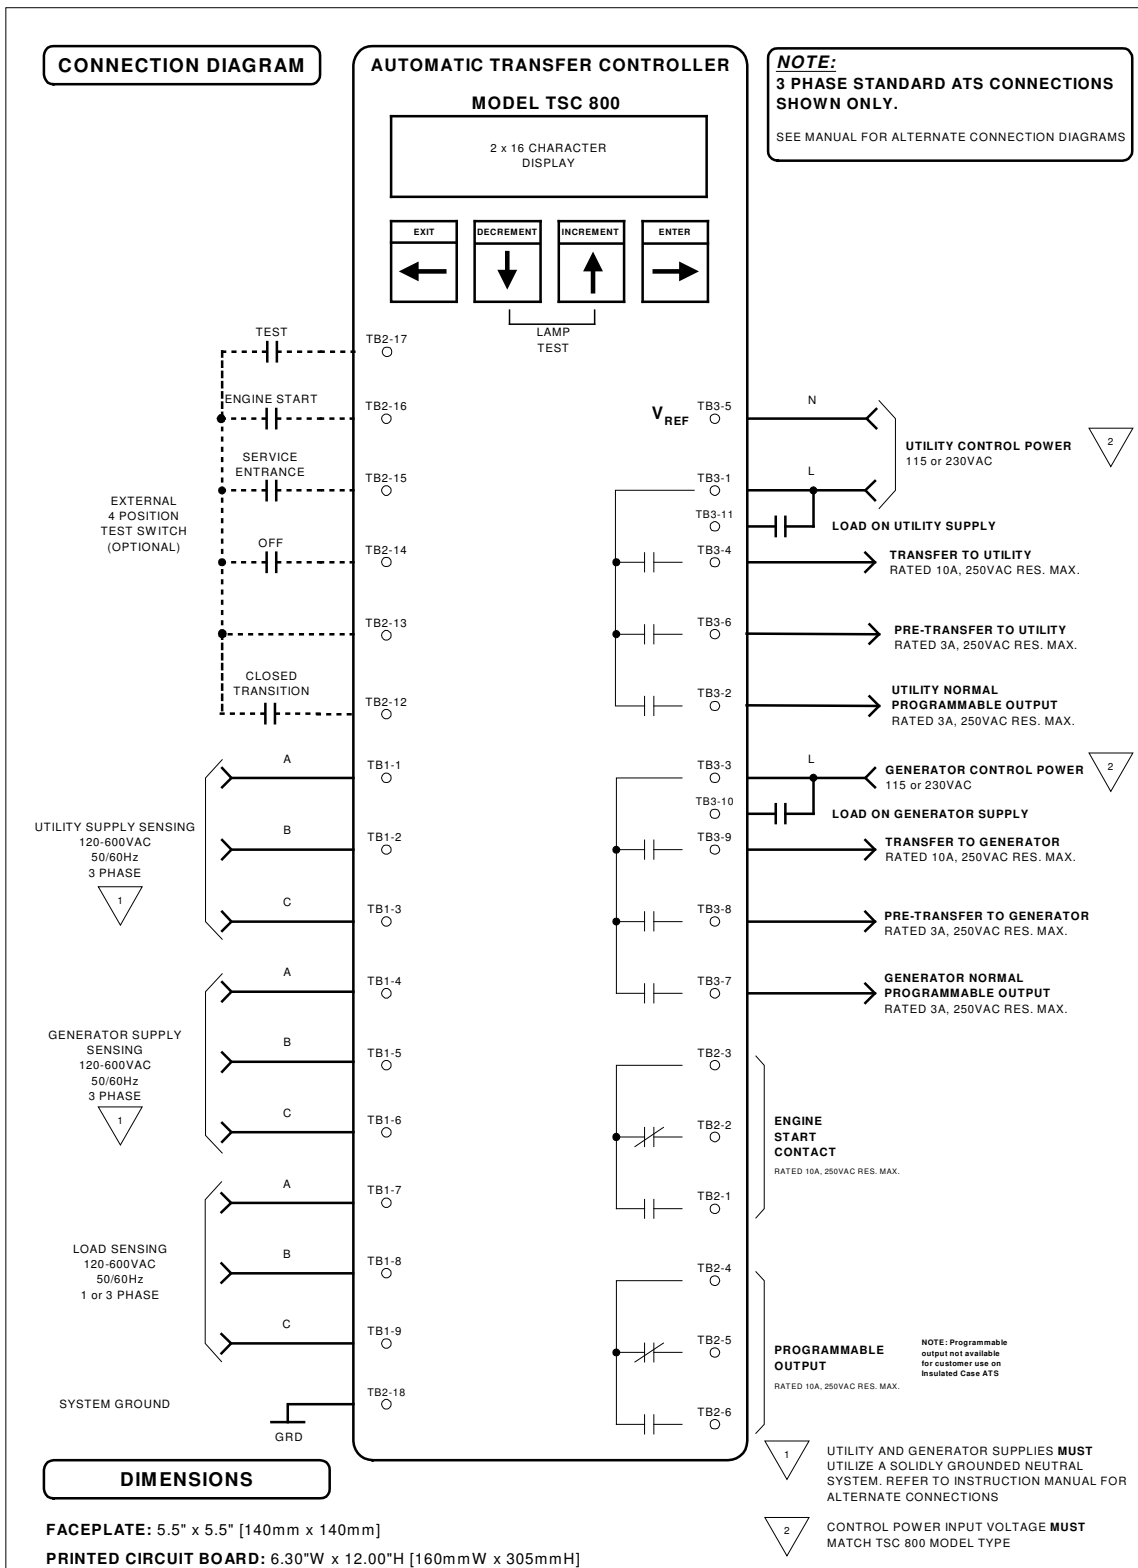 CONNECTION DIAGRAM
AUTOMATIC TRANSFER CONTROLLER
MODEL TSC 800
2 x 16 CHARACTER
DISPLAY
NOTE:
3 PHASE STANDARD ATS CONNECTIONS
SHOWN ONLY.
SEE MANUAL FOR ALTERNATE CONNECTION DIAGRAMS
EXIT
DECREMENT
INCREMENT
ENTER
LAMP
TEST
TEST
TB2-17
ENGINE START
TB2-16
SERVICE
ENTRANCE
TB2-15
EXTERNAL
4 POSITION
TEST SWITCH
(OPTIONAL)
OFF
TB2-14
TB2-13
CLOSED
TRANSITION
TB2-12
A
TB1-1
UTILITY SUPPLY SENSING
120-600VAC
50/60Hz
3 PHASE
1
B
TB1-2
C
TB1-3
A
TB1-4
GENERATOR SUPPLY
SENSING
120-600VAC
50/60Hz
3 PHASE
1
B
TB1-5
C
TB1-6
A
TB1-7
LOAD SENSING
120-600VAC
50/60Hz
1 or 3 PHASE
B
TB1-8
C
TB1-9
SYSTEM GROUND
TB2-18
GRD
VREF
TB3-5
N
UTILITY CONTROL POWER
115 or 230VAC
2
TB3-1
L
TB3-11
LOAD ON UTILITY SUPPLY
TB3-4
TRANSFER TO UTILITY
RATED 10A, 250VAC RES. MAX.
TB3-6
PRE-TRANSFER TO UTILITY
RATED 3A, 250VAC RES. MAX.
TB3-2
UTILITY NORMAL
PROGRAMMABLE OUTPUT
RATED 3A, 250VAC RES. MAX.
TB3-3
L
GENERATOR CONTROL POWER
115 or 230VAC
2
TB3-10
LOAD ON GENERATOR SUPPLY
TB3-9
TRANSFER TO GENERATOR
RATED 10A, 250VAC RES. MAX.
TB3-8
PRE-TRANSFER TO GENERATOR
RATED 3A, 250VAC RES. MAX.
TB3-7
GENERATOR NORMAL
PROGRAMMABLE OUTPUT
RATED 3A, 250VAC RES. MAX.
TB2-3
TB2-2
TB2-1
ENGINE
START
CONTACT
RATED 10A, 250VAC RES. MAX.
TB2-4
TB2-5
TB2-6
PROGRAMMABLE
OUTPUT
RATED 10A, 250VAC RES. MAX.
NOTE: Programmable
output not available
for customer use on
Insulated Case ATS
1
UTILITY AND GENERATOR SUPPLIES MUST
UTILIZE A SOLIDLY GROUNDED NEUTRAL
SYSTEM. REFER TO INSTRUCTION MANUAL FOR
ALTERNATE CONNECTIONS
2
CONTROL POWER INPUT VOLTAGE MUST
MATCH TSC 800 MODEL TYPE
DIMENSIONS
FACEPLATE: 5.5" x 5.5" [140mm x 140mm]
PRINTED CIRCUIT BOARD: 6.30"W x 12.00"H [160mmW x 305mmH]